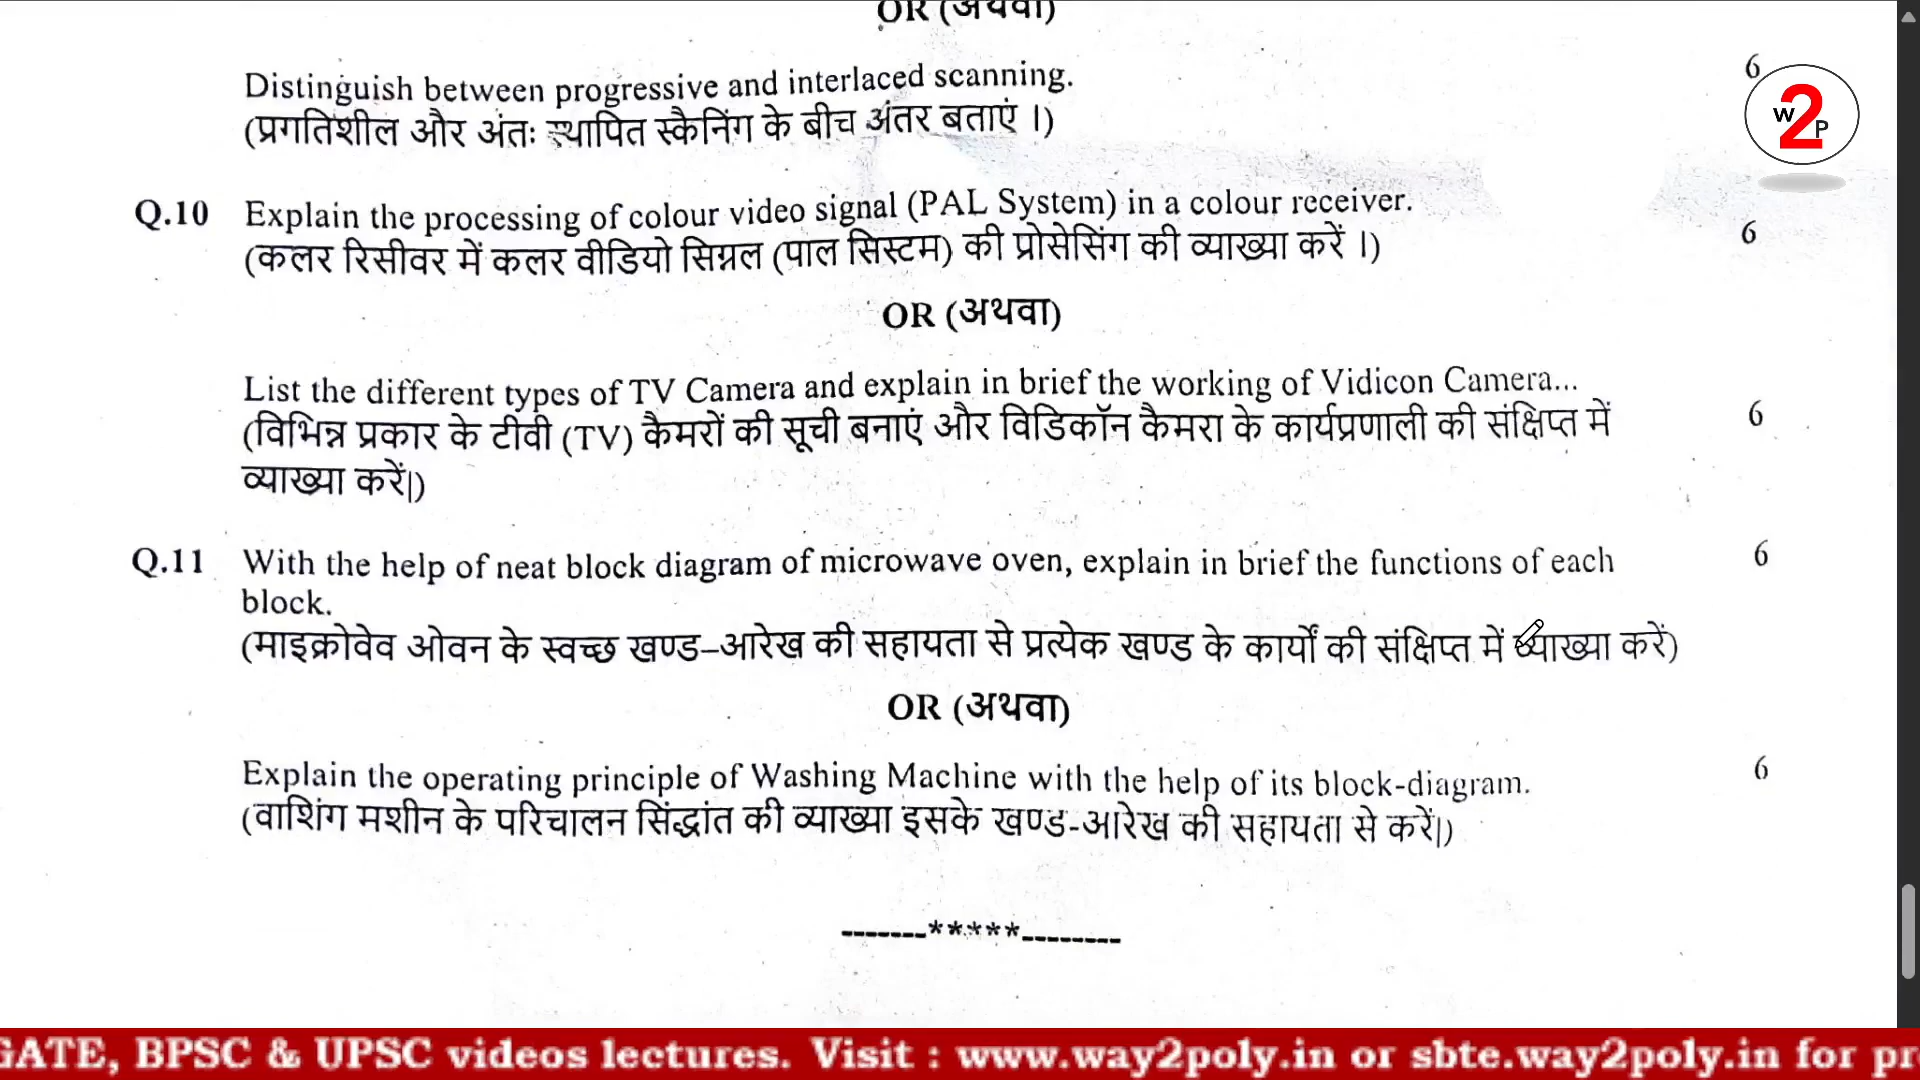 OR (अथवा)
Distinguish between progressive and interlaced scanning. 6
(प्रगतिशील और अंतः स्थापित स्कैनिंग के बीच अंतर बताएं ।)
W2P
Q.10 Explain the processing of colour video signal (PAL System) in a colour receiver.
(कलर रिसीवर में कलर वीडियो सिग्नल (पाल सिस्टम) की प्रोसेसिंग की व्याख्या करें ।) 6
OR (अथवा)
List the different types of TV Camera and explain in brief the working of Vidicon Camera...
(विभिन्न प्रकार के टीवी (TV) कैमरों की सूची बनाएं और विडिकॉन कैमरा के कार्यप्रणाली की संक्षिप्त में 6
व्याख्या करें|)
Q.11 With the help of neat block diagram of microwave oven, explain in brief the functions of each 6
block.
(माइक्रोवेव ओवन के स्वच्छ खण्ड–आरेख की सहायता से प्रत्येक खण्ड के कार्यों की संक्षिप्त में व्याख्या करें)
OR (अथवा)
Explain the operating principle of Washing Machine with the help of its block-diagram. 6
(वाशिंग मशीन के परिचालन सिंद्धांत की व्याख्या इसके खण्ड-आरेख की सहायता से करें|)
-------*****--------
GATE, BPSC & UPSC videos lectures. Visit : www.way2poly.in or sbte.way2poly.in for pr